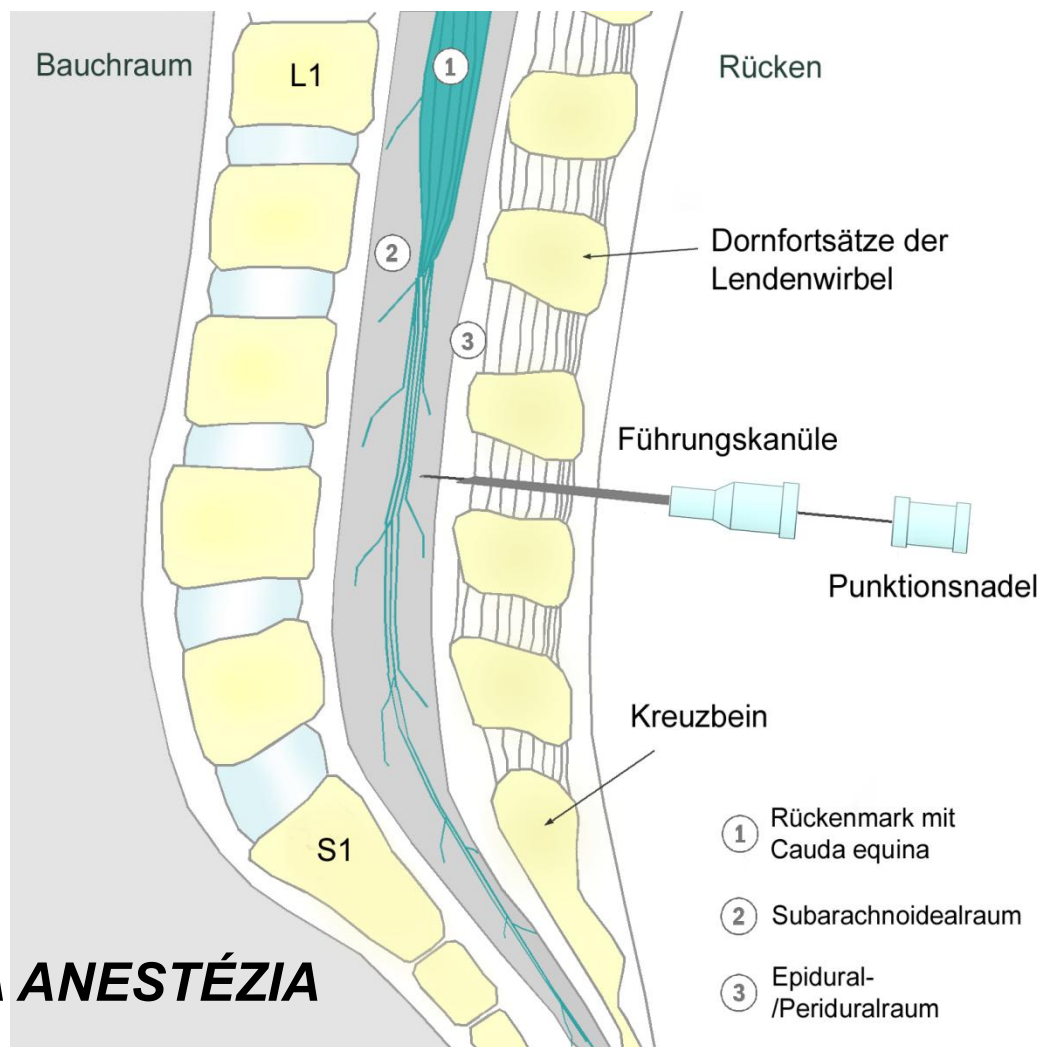 Bauchraum
L1
1
Rücken
2
Dornfortsätze der
Lendenwirbel
3
Führungskanüle
Punktionsnadel
Kreuzbein
S1
1 Rückenmark mit
Cauda equina
2 Subarachnoidealraum
3 Epidural-
/Periduralraum
ANESTÉZIA